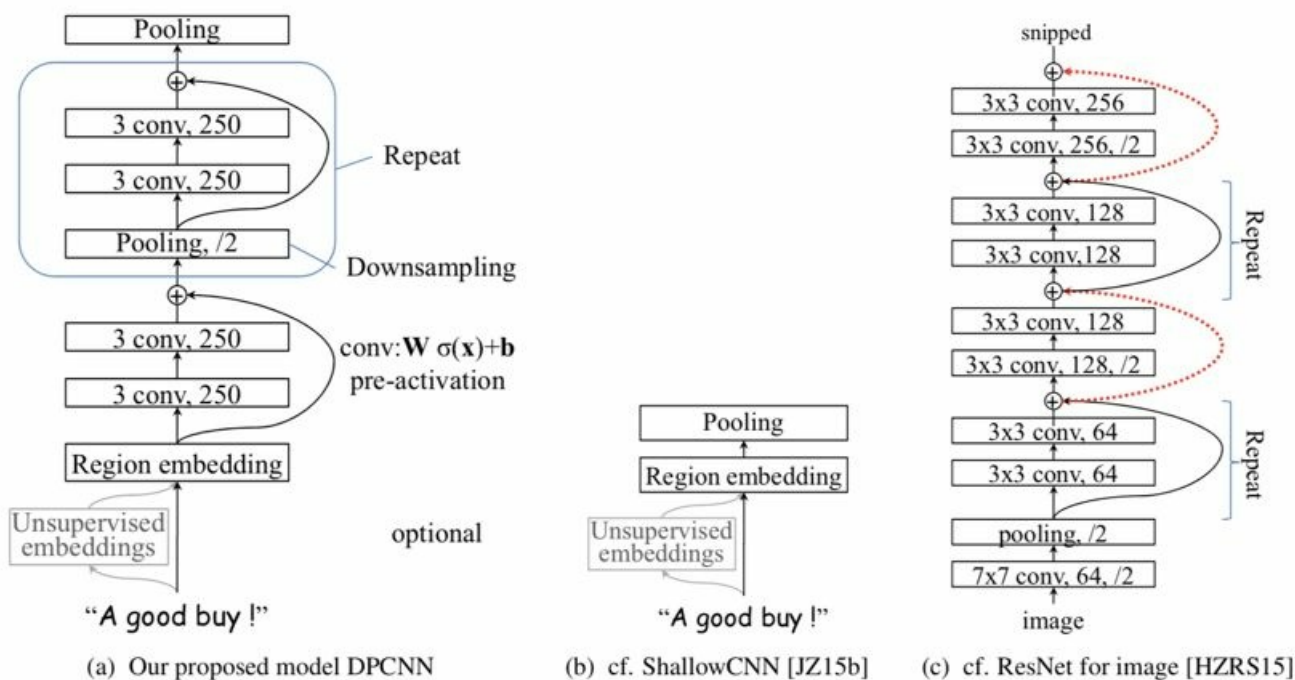 Pooling
3 conv, 250
3 conv, 250
Repeat
Pooling, /2
Downsampling
3 conv, 250
conv:W σ(x)+b
pre-activation
3 conv, 250
Region embedding
Unsupervised
embeddings
optional
“A good buy !”
(a) Our proposed model DPCNN
Pooling
Region embedding
Unsupervised
embeddings
“A good buy !”
(b) cf. ShallowCNN [JZ15b]
snipped
3x3 conv, 256
3x3 conv, 256, /2
3x3 conv, 128
Repeat
3x3 conv,128
3x3 conv, 128
3x3 conv, 128, /2
3x3 conv, 64
Repeat
3x3 conv, 64
pooling, /2
7x7 conv, 64, /2
image
(c) cf. ResNet for image [HZRS15]